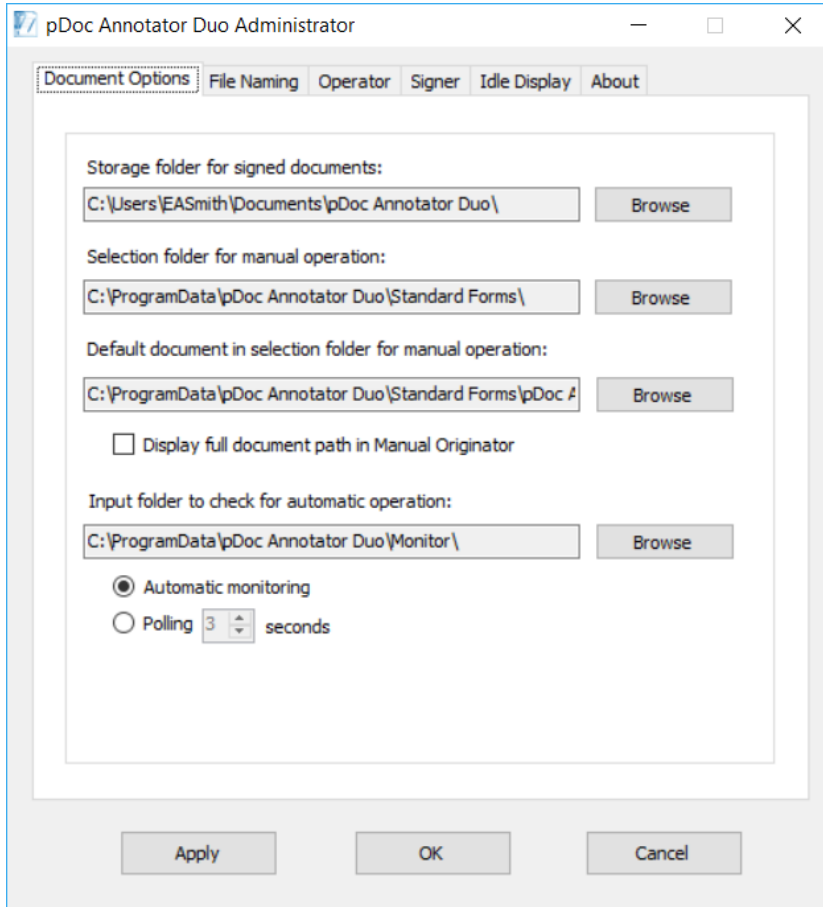 pDoc Annotator Duo Administrator
Document Options File Naming Operator Signer Idle Display About
Storage folder for signed documents:
C:\Users\EASmith\Documents\pDoc Annotator Duo\ Browse
Selection folder for manual operation:
C:\ProgramData\pDoc Annotator Duo\Standard Forms\ Browse
Default document in selection folder for manual operation:
C:\ProgramData\pDoc Annotator Duo\Standard Forms\pDoc A Browse
Display full document path in Manual Originator
Input folder to check for automatic operation:
C:\ProgramData\pDoc Annotator Duo\Monitor\ Browse
Automatic monitoring
Polling 3 seconds
Apply OK Cancel